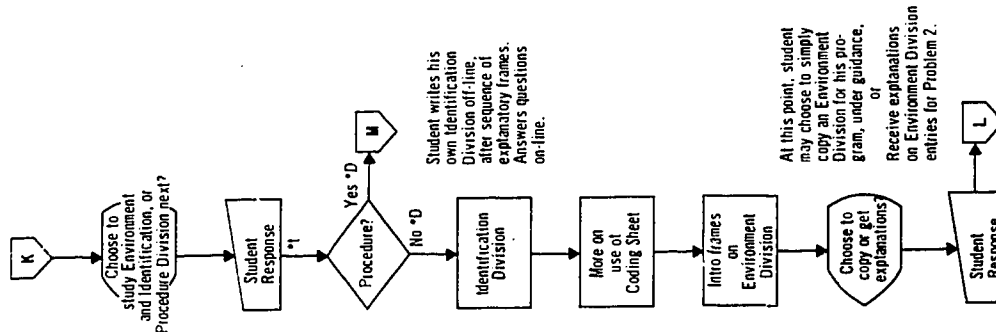 K
Choose to
study Environment
and Identification, or
Procedure Division next?
Student
Response
*t
Procedure?
Yes *D
M
No *D
Identification
Division
Student writes his
own Identification
Division off-line,
after sequence of
explanatory frames.
Answers questions
on-line.
More on
use of
Coding Sheet
Intro frames
on
Environment
Division
Choose to
copy or get
explanations?
At this point, student
may choose to simply
copy an Environment
Division for his pro-
gram, under guidance,
or
Receive explanations
on Environment Division
entries for Problem 2.
Student
Response
L